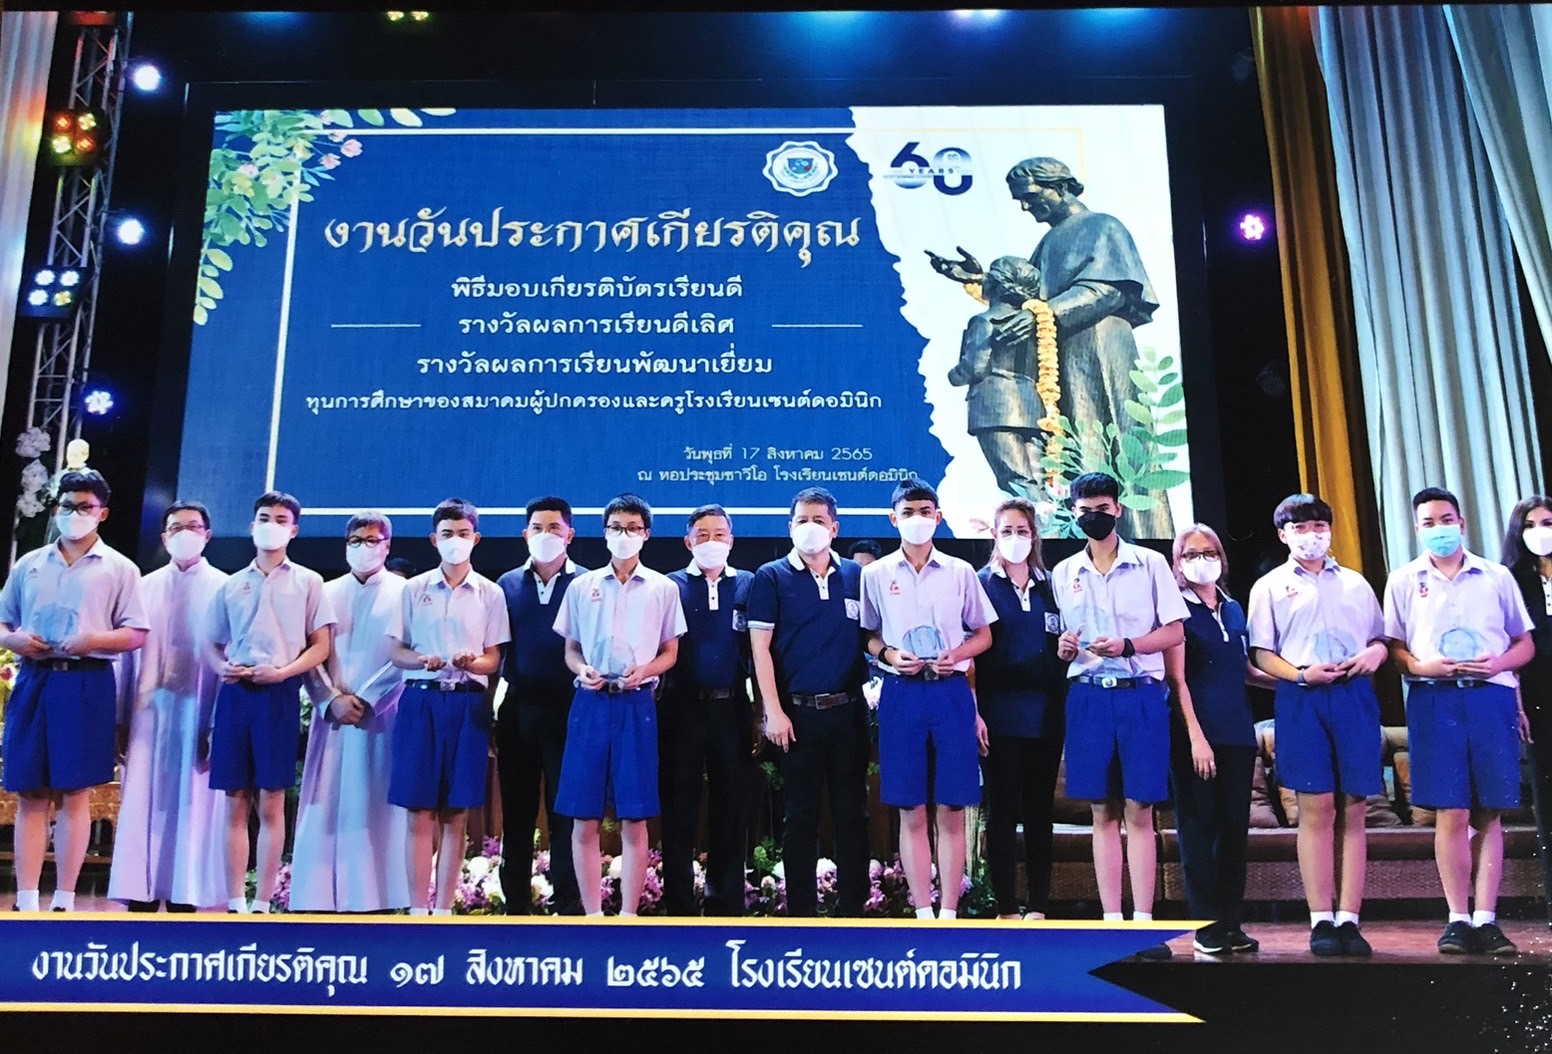 60
YEARS
งานวันประกาศเกียรติคุณ
พิธีมอบเกียรติบัตรเรียนดี
รางวัลผลการเรียนดีเลิศ
รางวัลผลการเรียนพัฒนาเยี่ยม
ทุนการศึกษาของสมาคมผู้ปกครองและครูโรงเรียนเซนต์ดอมินิก
วันพุธที่ 17 สิงหาคม 2565
ณ หอประชุมซาวีโอ โรงเรียนเซนต์ดอมินิก
งานวันประกาศเกียรติคุณ ๑๗ สิงหาคม ๒๕๖๕ โรงเรียนเซนต์ดอมินิก